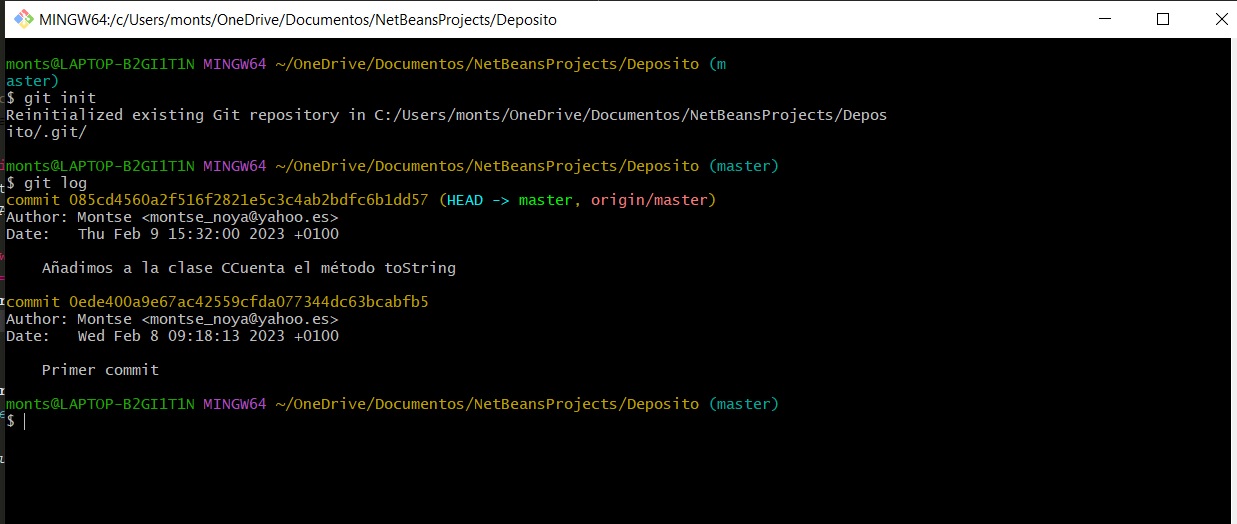 MINGW64:/c/Users/monts/OneDrive/Documentos/NetBeansProjects/Deposito
monts@LAPTOP-B2GI1T1N MINGW64 ~/OneDrive/Documentos/NetBeansProjects/Deposito (m
aster)
$ git init
Reinitialized existing Git repository in C:/Users/monts/OneDrive/Documentos/NetBeansProjects/Depos
ito/.git/
monts@LAPTOP-B2GI1T1N MINGW64 ~/OneDrive/Documentos/NetBeansProjects/Deposito (master)
$ git log
commit 085cd4560a2f516f2821e5c3c4ab2bdfc6b1dd57 (HEAD -> master, origin/master)
Author: Montse <montse_noya@yahoo.es>
Date:   Thu Feb 9 15:32:00 2023 +0100
Añadimos a la clase CCuenta el método toString
commit 0ede400a9e67ac42559cfda077344dc63bcabfb5
Author: Montse <montse_noya@yahoo.es>
Date:   Wed Feb 8 09:18:13 2023 +0100
Primer commit
monts@LAPTOP-B2GI1T1N MINGW64 ~/OneDrive/Documentos/NetBeansProjects/Deposito (master)
$